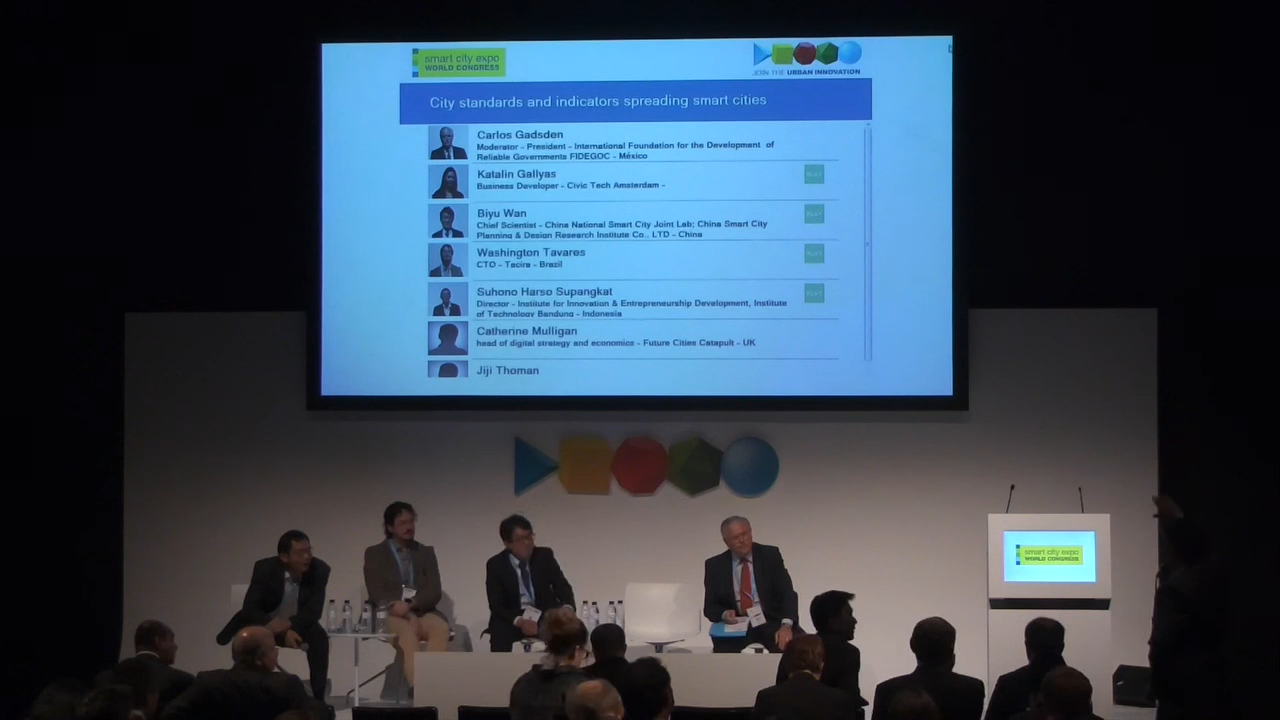 smart city expo
WORLD CONGRESS
JOIN THE URBAN INNOVATION
City standards and indicators spreading smart cities
Carlos Gadsden
Moderator - President - International Foundation for the Development of
Reliable Governments FIDEGOC - México
Katalin Gallyas
Business Developer - Civic Tech Amsterdam -
PLAY
Biyu Wan
Chief Scientist - China National Smart City Joint Lab; China Smart City
Planning & Design Research Institute Co., LTD - China
PLAY
Washington Tavares
CTO - Tacira - Brazil
PLAY
Suhono Harso Supangkat
Director - Institute for Innovation & Entrepreneurship Development, Institute
of Technology Bandung - Indonesia
PLAY
Catherine Mulligan
head of digital strategy and economics - Future Cities Catapult - UK
Jiji Thoman
smart city expo
WORLD CONGRESS